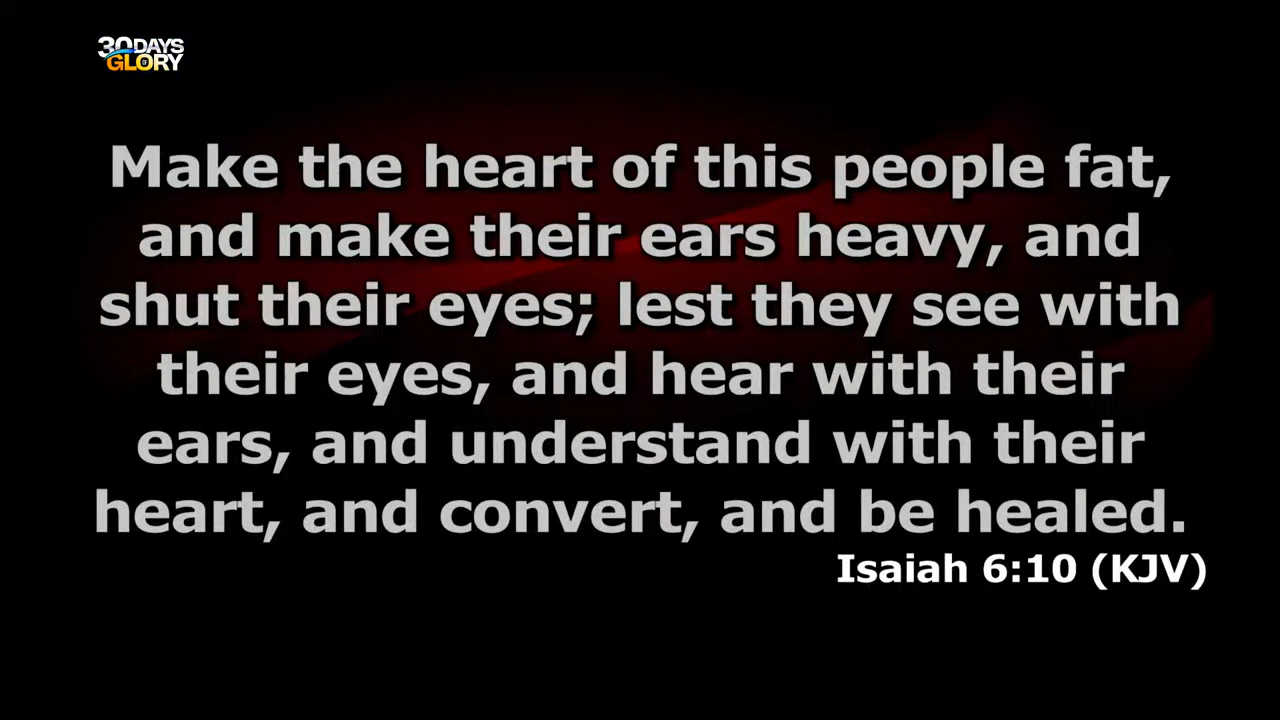 30DAYS
GLORY
Make the heart of this people fat,
and make their ears heavy, and
shut their eyes; lest they see with
their eyes, and hear with their
ears, and understand with their
heart, and convert, and be healed.
Isaiah 6:10 (KJV)